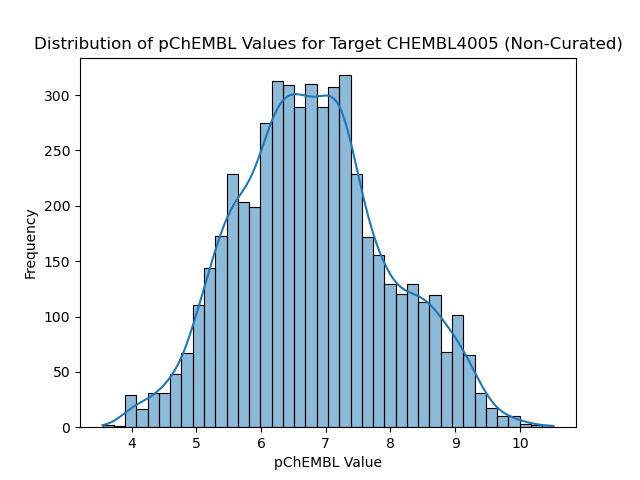 Distribution of pChEMBL Values for Target CHEMBL4005 (Non-Curated)
300
250
200
150
100
50
0
Frequency
4 5 6 7 8 9 10
pChEMBL Value